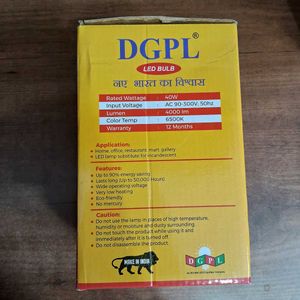 DGPL®
LED BULB
नए भारत का विश्वास
Rated Wattage : 40W
Input Voltage : AC 90-300V, 50hz
Lumen : 4000 lm
Color Temp : 6500K
Warranty : 12 Months
Application:
• Home, office, restaurant, mart, gallery
• LED lamp substitute for incandescent
Features:
• Up to 90% energy saving
• Lasts long (Up to 50,000 Hours)
• Wide operating voltage
• Very low heating
• Eco-friendly
• No mercury
Caution:
• Do not use the lamp in places of high temperature,
Humidity or moisture and dusty surrounding
• Do not touch the product while using it and
immediately after it is turned off.
• Do not disassemble the product.
MAKE IN INDIA
DGPL